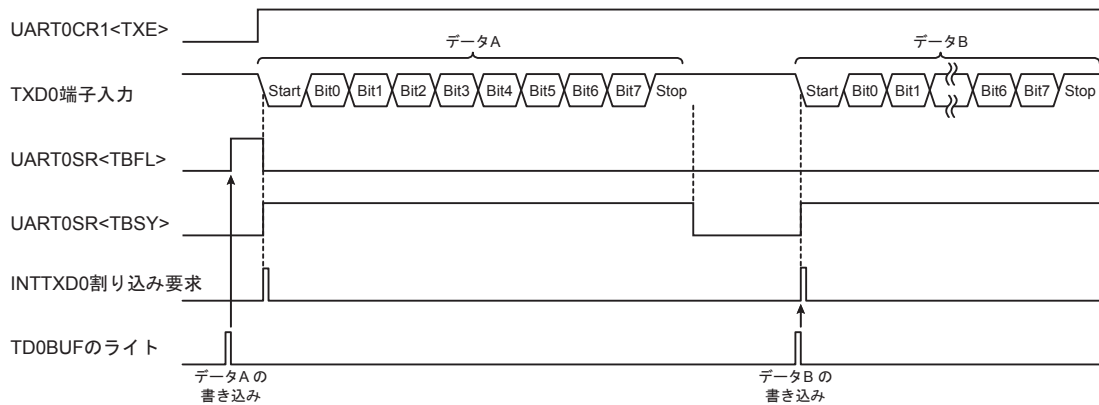 UART0CR1<TXE>
データA
データB
TXD0端子入力
Start Bit0 Bit1 Bit2 Bit3 Bit4 Bit5 Bit6 Bit7 Stop
Start Bit0 Bit1 Bit6 Bit7 Stop
UART0SR<TBFL>
UART0SR<TBSY>
INTTXD0割り込み要求
TD0BUFのライト
データA の
書き込み
データB の
書き込み